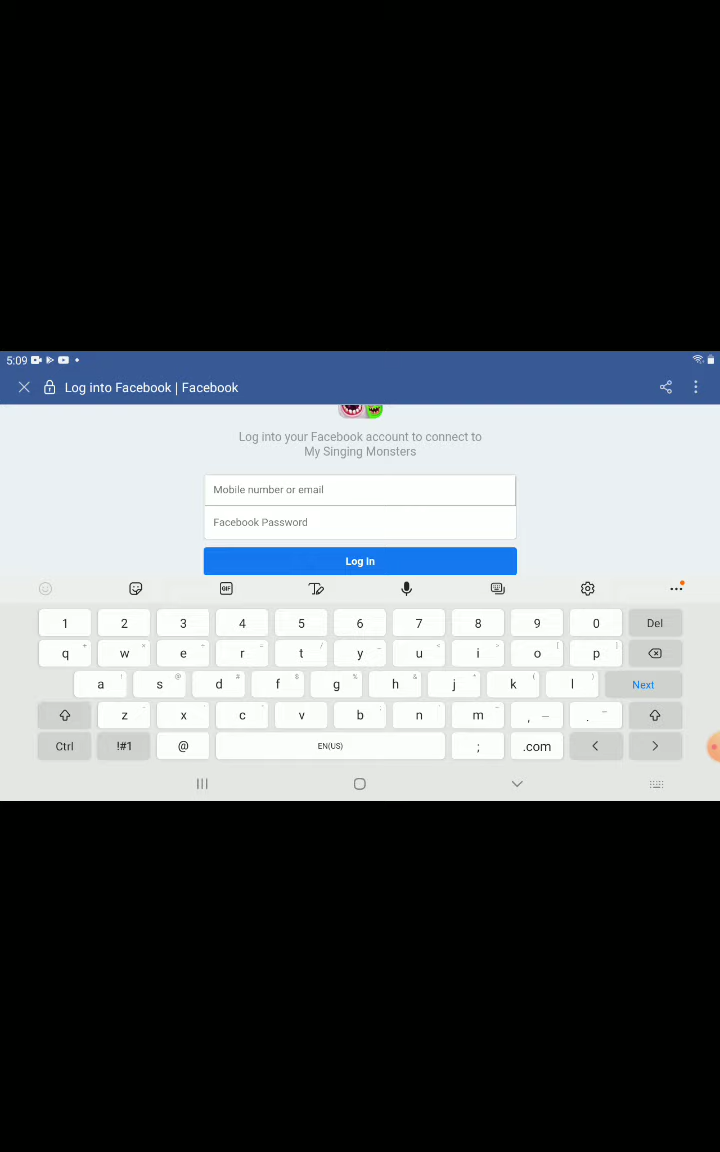 5:09
Log into Facebook | Facebook
Log into your Facebook account to connect to
My Singing Monsters
Mobile number or email
Facebook Password
Log In
GIF
1 2 3 4 5 6 7 8 9 0 Del
q w e r t y u i o p
a s d f g h j k l Next
z x c v b n m , .
Ctrl !#1 @ EN(US) ; .com < >